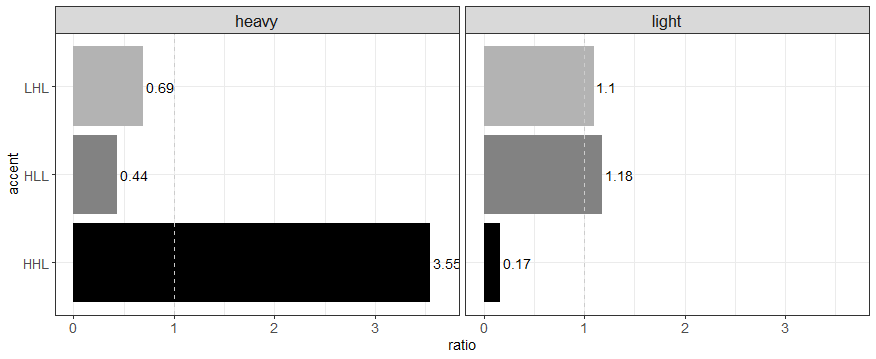 heavy
light
accent
LHL
0.69
1.1
HLL
0.44
1.18
HHL
3.55
0.17
0 1 2 3
0 1 2 3
ratio